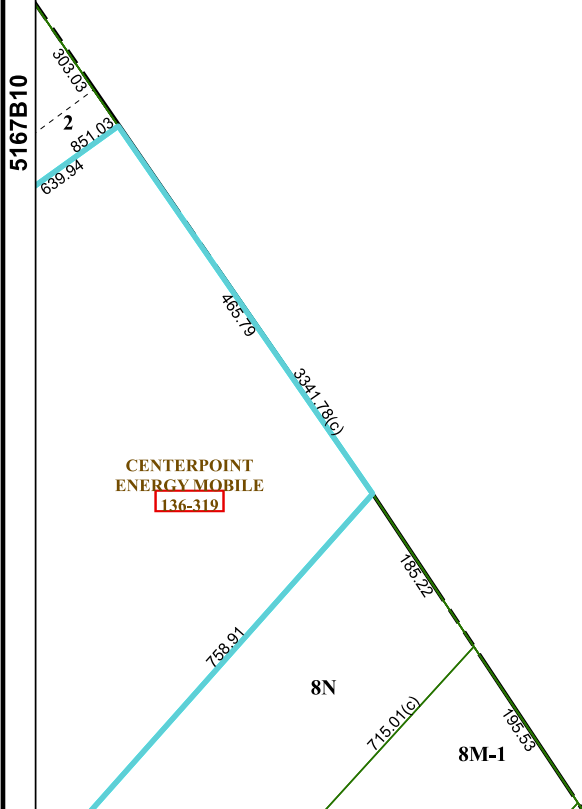 303.03
5167B10
2
851.03
639.94
465.79
3341.78(c)
CENTERPOINT
ENERGY MOBILE
136-319
185.22
758.91
8N
715.01(c)
195.53
8M-1